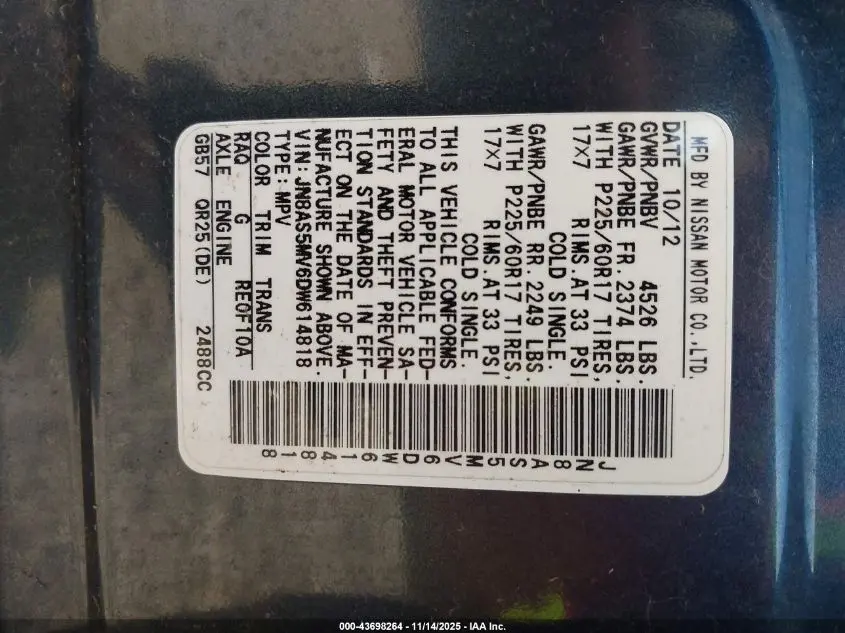 MFD BY NISSAN MOTOR CO.,LTD.
DATE 10/12
GVWR/PNBV 4526 LBS.
GAWR/PNBE FR. 2374 LBS.
WITH P225/60R17 TIRES,
17X7 RIMS.AT 33 PSI
COLD SINGLE.
GAWR/PNBE RR. 2249 LBS.
WITH P225/60R17 TIRES,
17X7 RIMS.AT 33 PSI
COLD SINGLE.
THIS VEHICLE CONFORMS
TO ALL APPLICABLE FED-
ERAL MOTOR VEHICLE SA-
FETY AND THEFT PREVEN-
TION STANDARDS IN EFF-
ECT ON THE DATE OF MA-
NUFACTURE SHOWN ABOVE.
VIN: JN8AS5MV6DW614818
TYPE: MPV
COLOR TRIM TRANS
RAQ G RE0F10A
AXLE ENGINE
GB57 QR25(DE) 2488CC
JN8AS5MV6DW614818
000-43698264 - 11/14/2025 - IAA Inc.